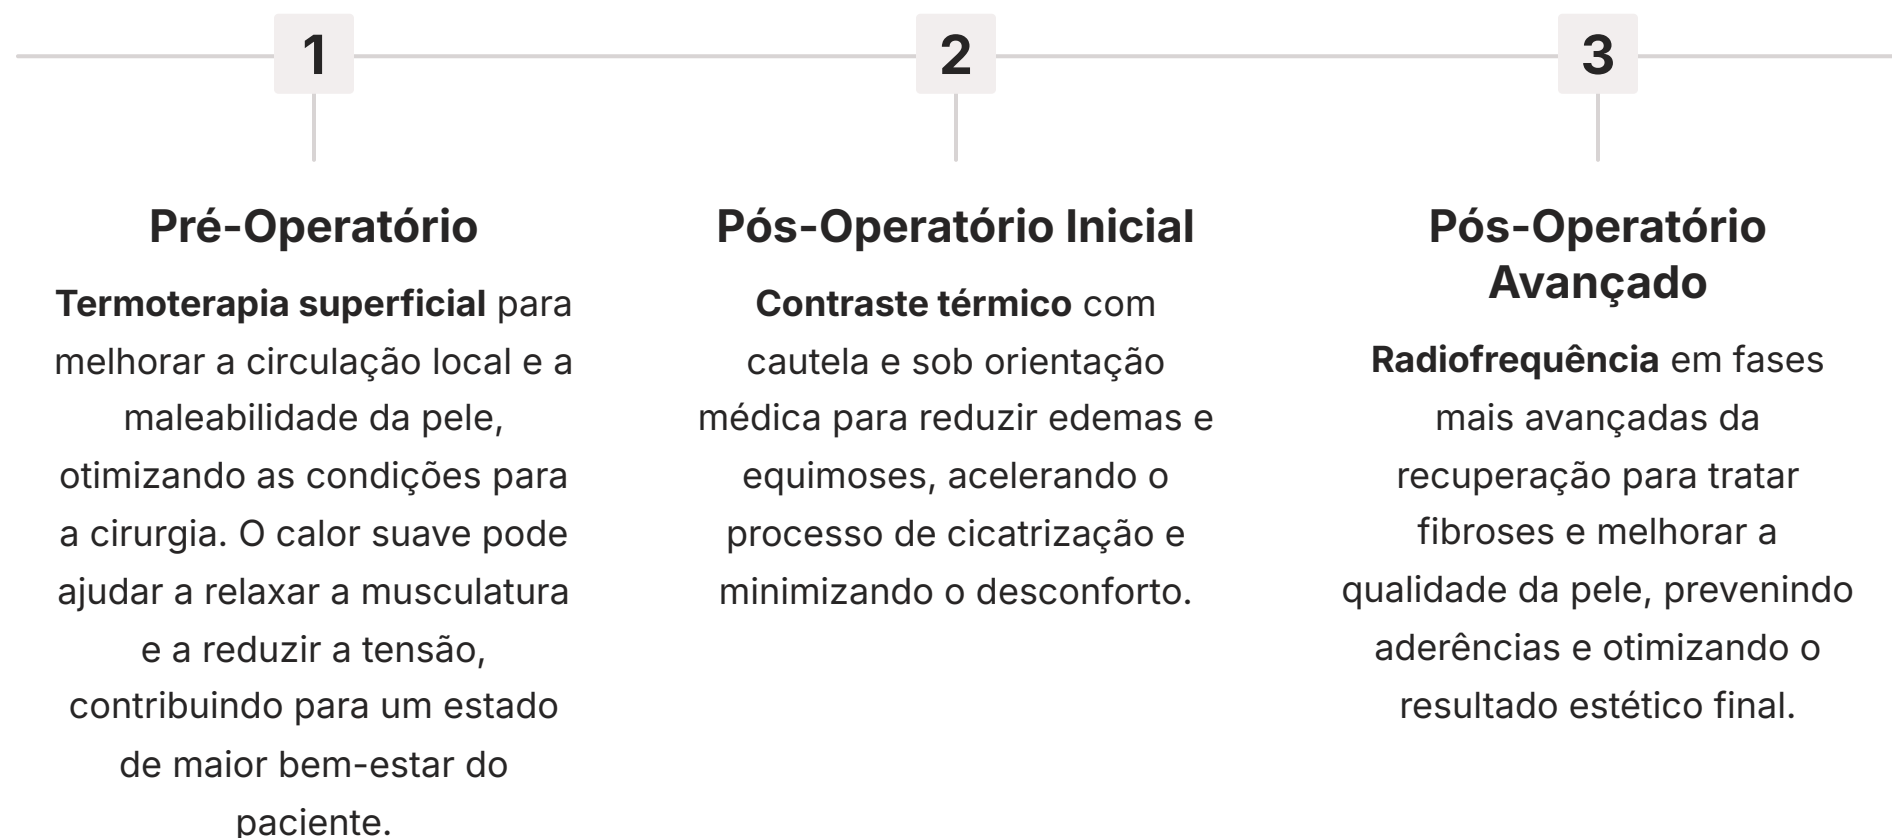 1
Pré-Operatório
Termoterapia superficial para
melhorar a circulação local e a
maleabilidade da pele,
otimizando as condições para
a cirurgia. O calor suave pode
ajudar a relaxar a musculatura
e a reduzir a tensão,
contribuindo para um estado
de maior bem-estar do
paciente.
2
Pós-Operatório Inicial
Contraste térmico com
cautela e sob orientação
médica para reduzir edemas e
equimoses, acelerando o
processo de cicatrização e
minimizando o desconforto.
3
Pós-Operatório
Avançado
Radiofrequência em fases
mais avançadas da
recuperação para tratar
fibroses e melhorar a
qualidade da pele, prevenindo
aderências e otimizando o
resultado estético final.